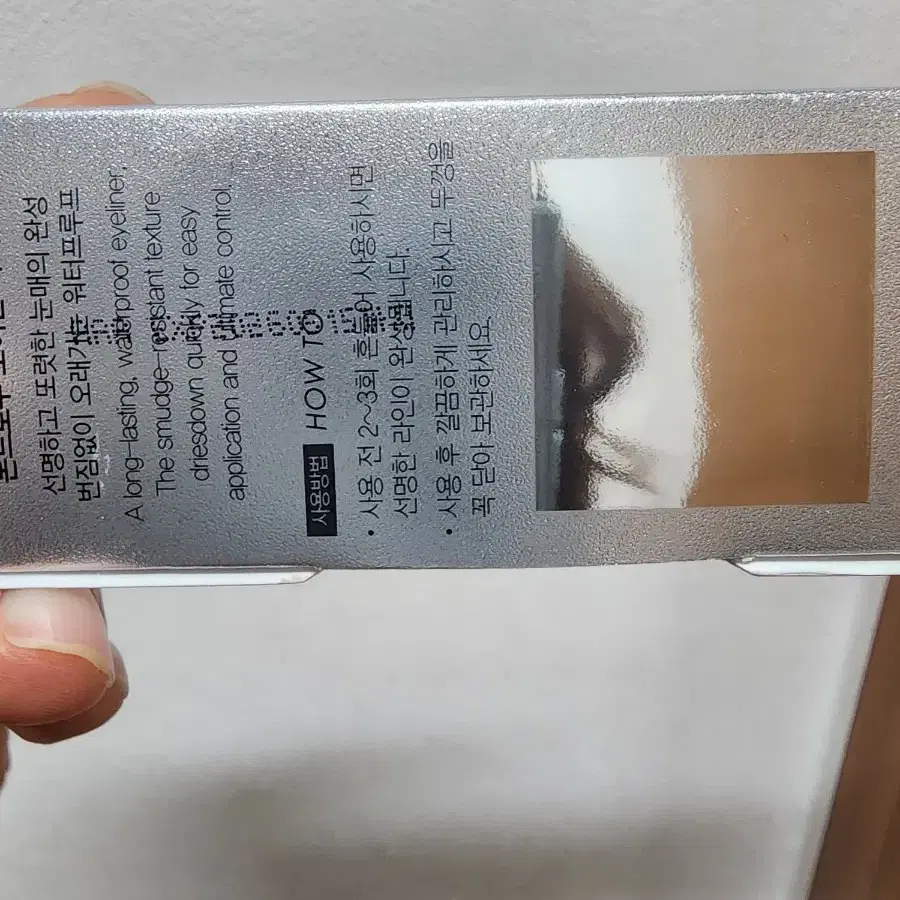 선명하고 또렷한 눈매의 완성
번짐없이 오래가는 워터프루프
A long-lasting, waterproof eyeliner,
The smudge-resistant texture
driesdown quickly for easy
application and ultimate control.
사용방법 HOW TO
• 사용 전 2~3회 흔들어 사용하시면
선명한 라인이 완성됩니다.
• 사용 후 깔끔하게 관리하시고 뚜껑을
꼭 닫아 보관하세요.